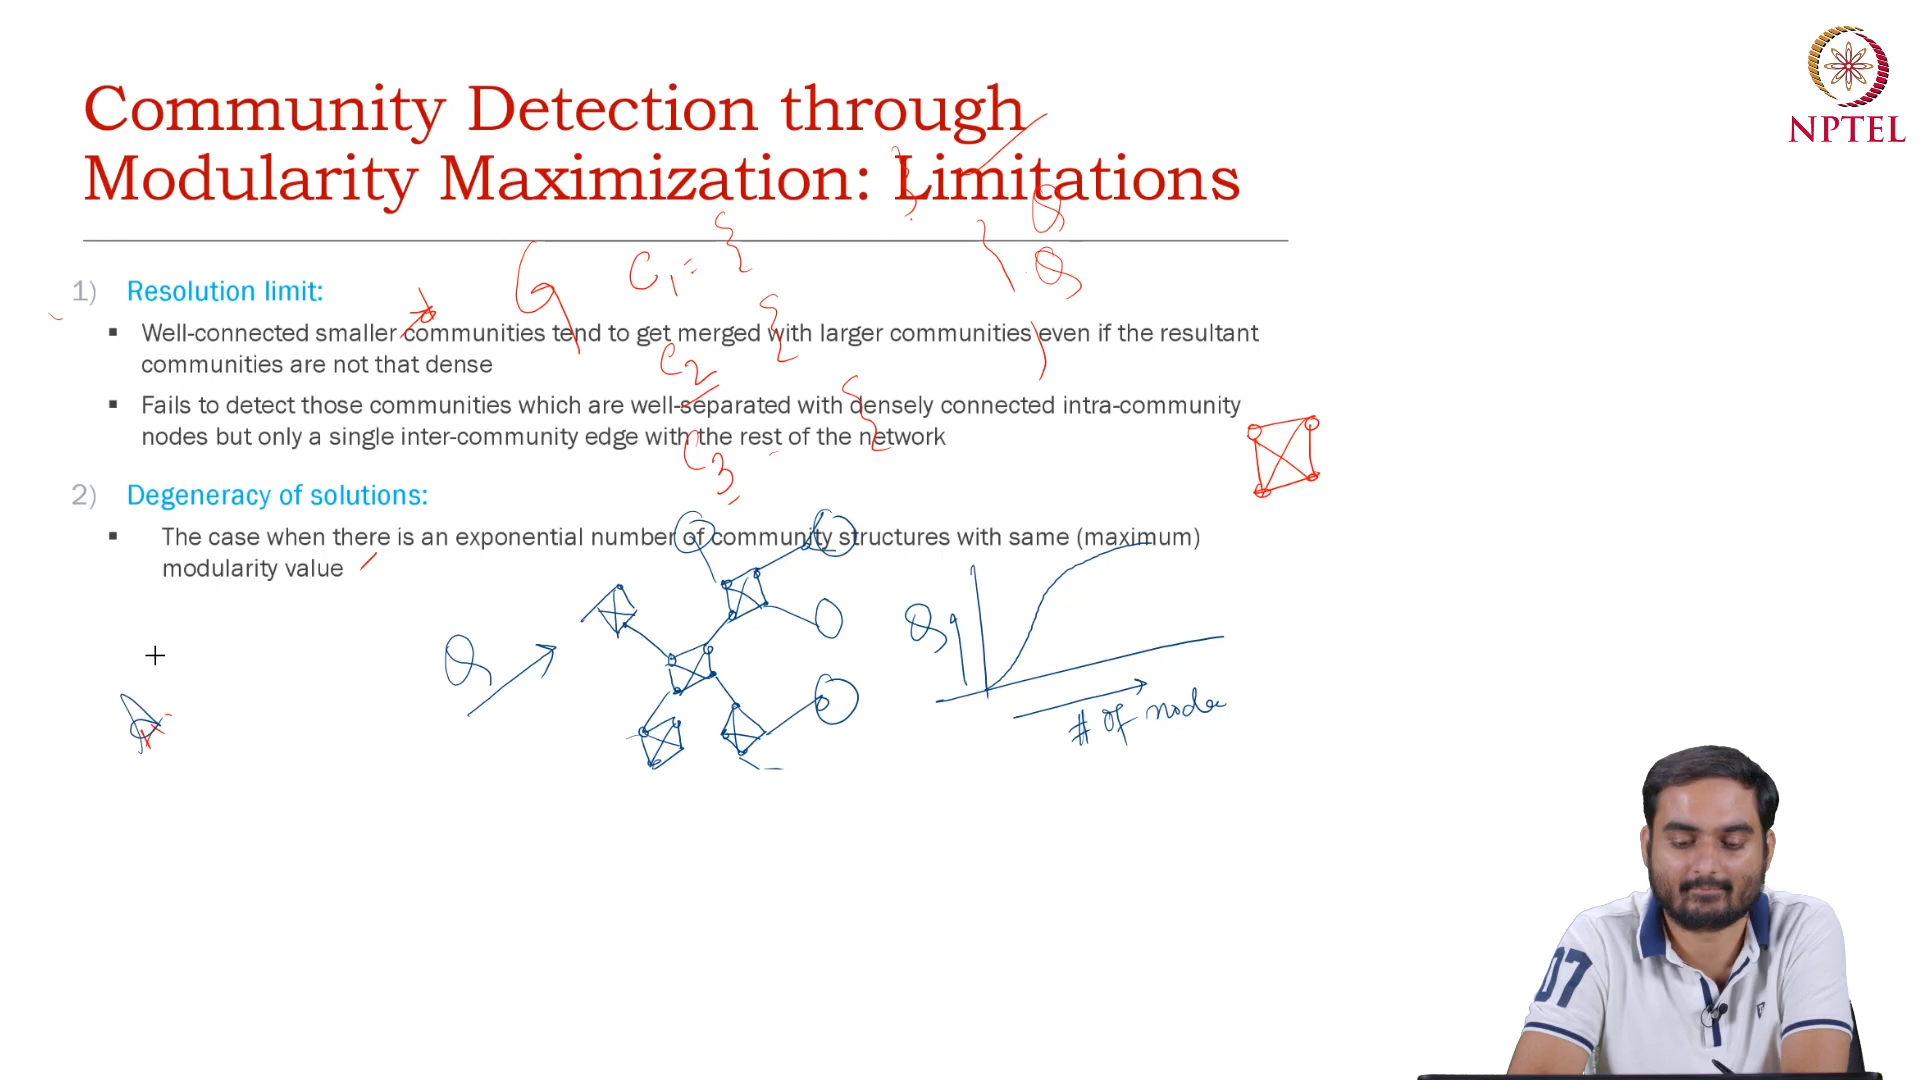 NPTEL
Community Detection through
Modularity Maximization: Limitations
Q
C1 = {
}
} Q
G
1) Resolution limit:
▪ Well-connected smaller communities tend to get merged with larger communities even if the resultant
communities are not that dense
C2 {
}
▪ Fails to detect those communities which are well-separated with densely connected intra-community
nodes but only a single inter-community edge with the rest of the network
C3 {
2) Degeneracy of solutions:
▪ The case when there is an exponential number of community structures with same (maximum)
modularity value
Q
Q
# of node
07